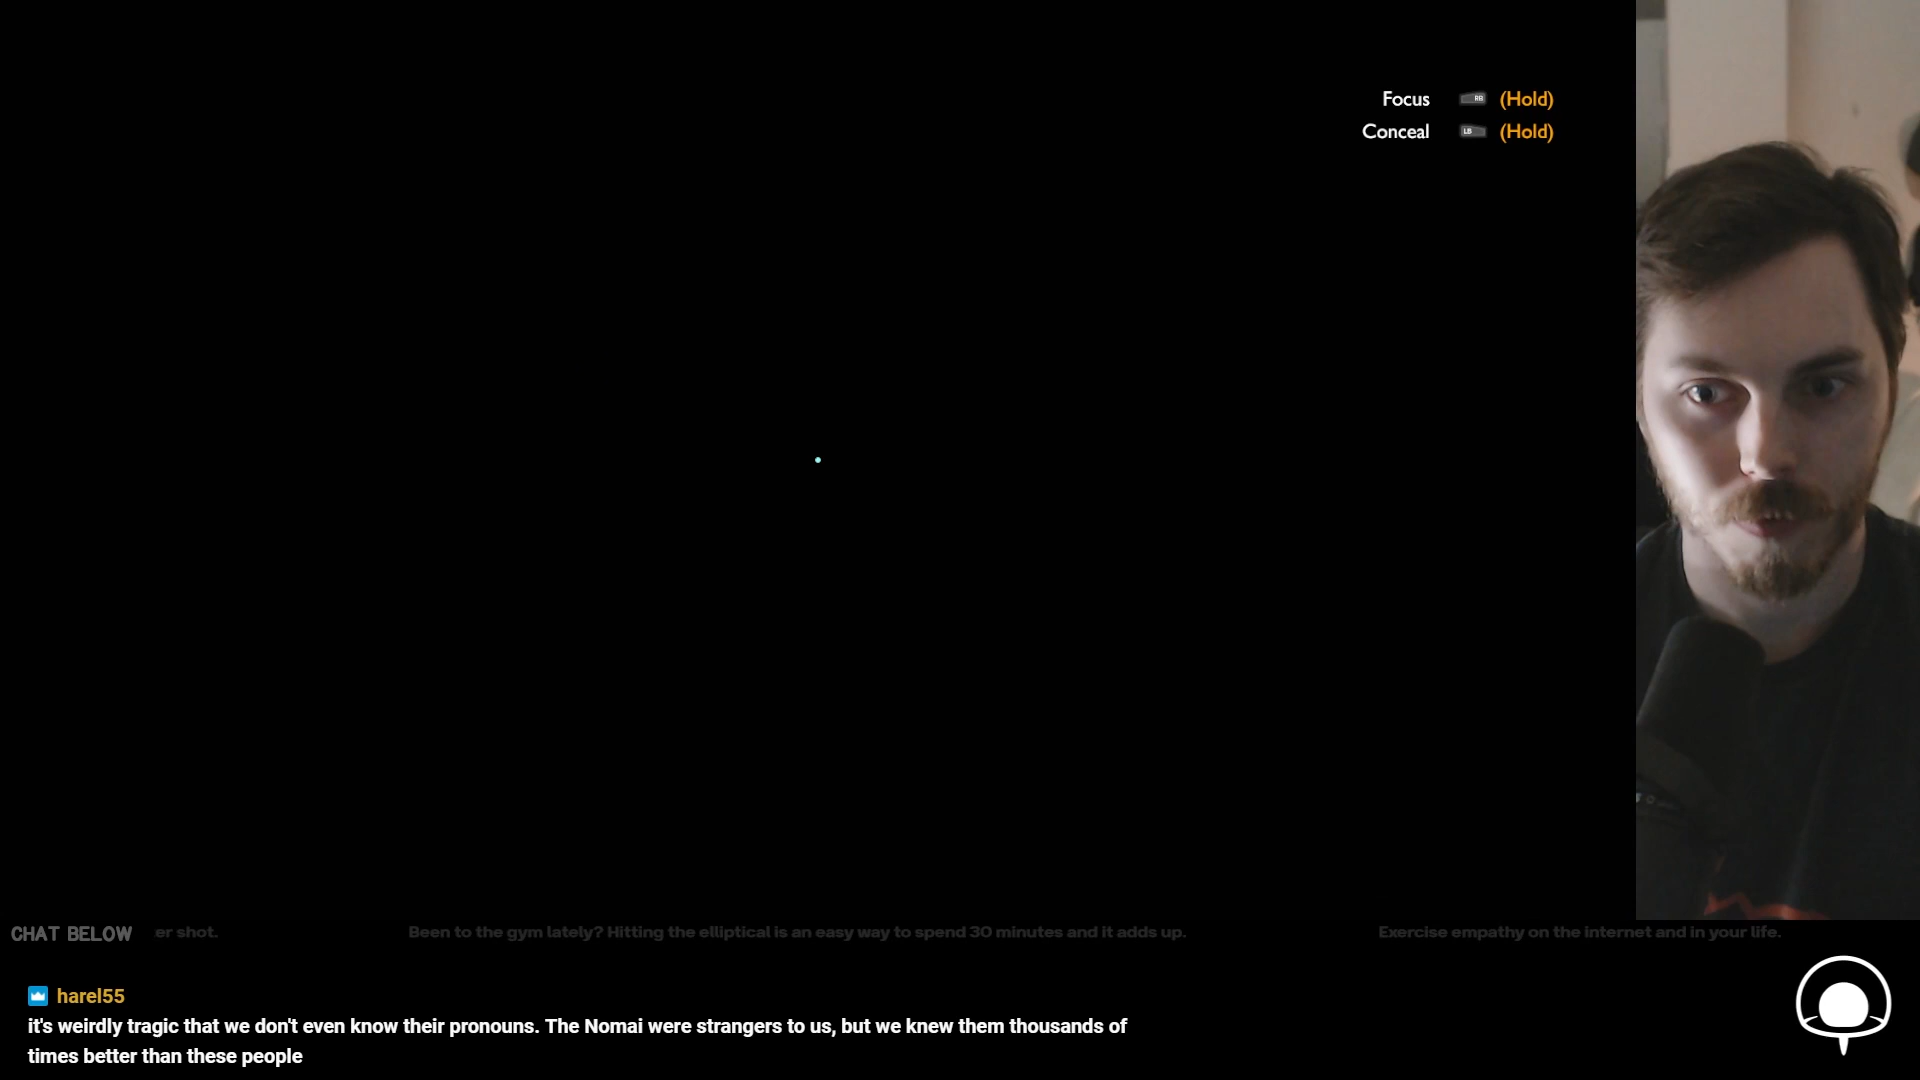 Focus RB (Hold)
Conceal LB (Hold)
CHAT BELOW er shot. Been to the gym lately? Hitting the elliptical is an easy way to spend 30 minutes and it adds up. Exercise empathy on the internet and in your life.
harel55
it's weirdly tragic that we don't even know their pronouns. The Nomai were strangers to us, but we knew them thousands of
times better than these people